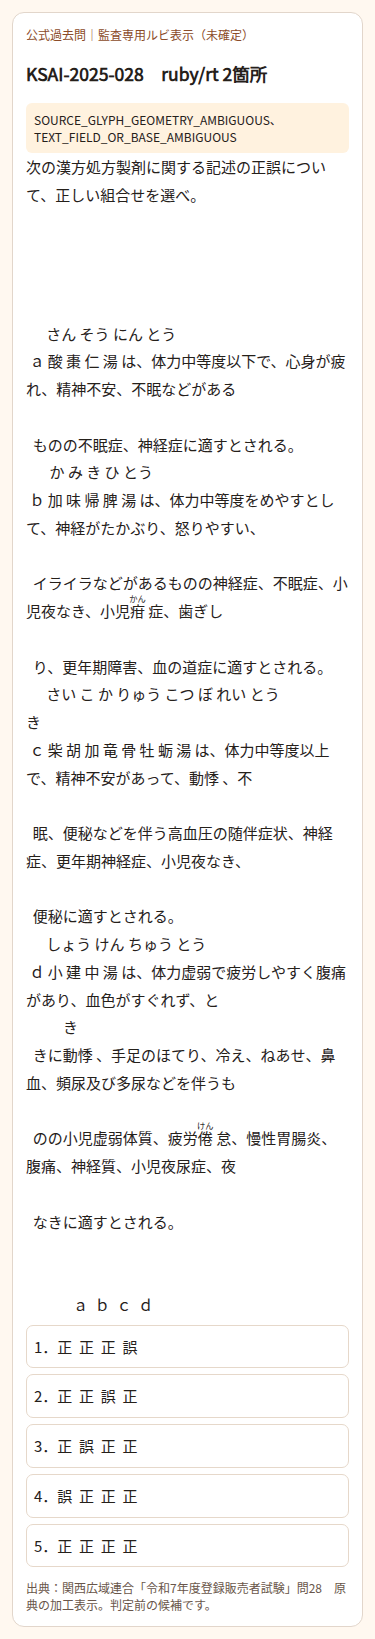 公式過去問｜監査専用ルビ表示（未確定）
KSAI-2025-028　ruby/rt 2箇所
SOURCE_GLYPH_GEOMETRY_AMBIGUOUS、
TEXT_FIELD_OR_BASE_AMBIGUOUS
次の漢方処方製剤に関する記述の正誤につい
て、正しい組合せを選べ。
さん そう にん とう
ａ 酸 棗 仁 湯 は、体力中等度以下で、心身が疲
れ、精神不安、不眠などがある
ものの不眠症、神経症に適すとされる。
か み き ひ とう
ｂ 加 味 帰 脾 湯 は、体力中等度をめやすとし
て、神経がたかぶり、怒りやすい、
イライラなどがあるものの神経症、不眠症、小
かん
児夜なき、小児疳 症、歯ぎし
り、更年期障害、血の道症に適すとされる。
さい こ か りゅう こつ ぼ れい とう
き
ｃ 柴 胡 加 竜 骨 牡 蛎 湯 は、体力中等度以上
で、精神不安があって、動悸 、不
眠、便秘などを伴う高血圧の随伴症状、神経
症、更年期神経症、小児夜なき、
便秘に適すとされる。
しょう けん ちゅう とう
ｄ 小 建 中 湯 は、体力虚弱で疲労しやすく腹痛
があり、血色がすぐれず、と
き
きに動悸 、手足のほてり、冷え、ねあせ、鼻
血、頻尿及び多尿などを伴うも
けん
のの小児虚弱体質、疲労倦 怠、慢性胃腸炎、
腹痛、神経質、小児夜尿症、夜
なきに適すとされる。
ａ ｂ ｃ ｄ
1．正 正 正 誤
2．正 正 誤 正
3．正 誤 正 正
4．誤 正 正 正
5．正 正 正 正
出典：関西広域連合「令和7年度登録販売者試験」問28　原
典の加工表示。判定前の候補です。